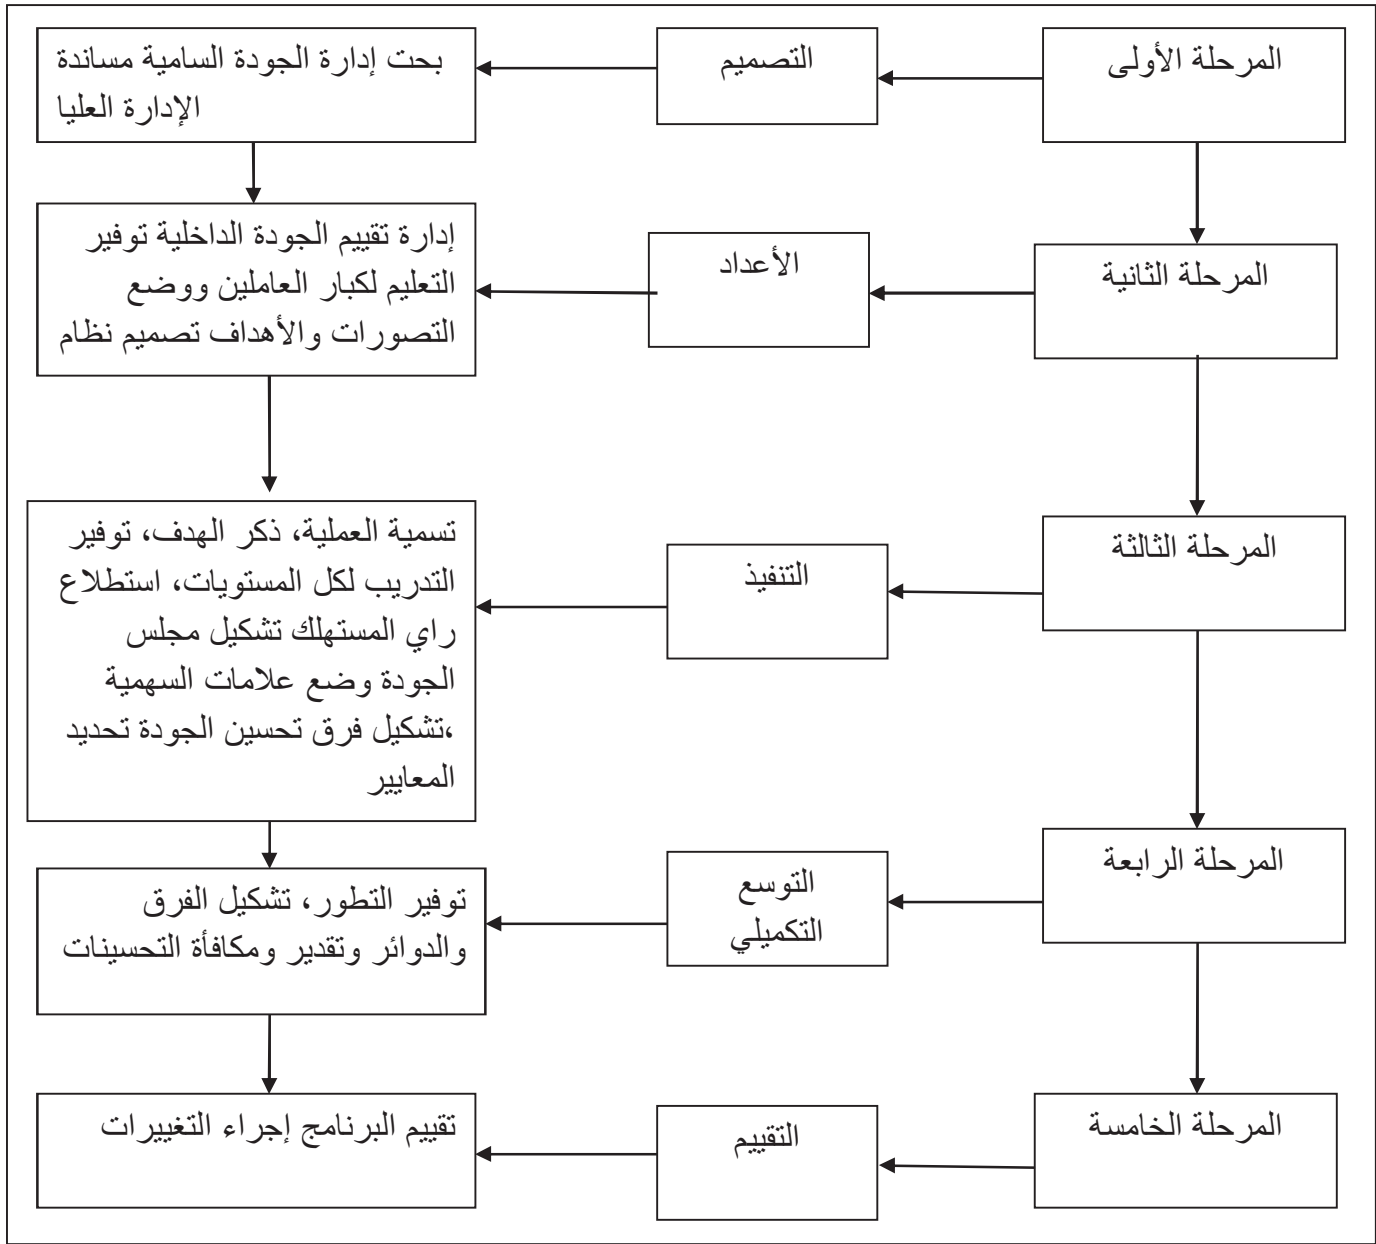 المرحلة الأولى
التصميم
بحت إدارة الجودة السامية مساندة
الإدارة العليا
المرحلة الثانية
الأعداد
إدارة تقييم الجودة الداخلية توفير
التعليم لكبار العاملين ووضع
التصورات والأهداف تصميم نظام
المرحلة الثالثة
التنفيذ
تسمية العملية، ذكر الهدف، توفير
التدريب لكل المستويات، استطلاع
راي المستهلك تشكيل مجلس
الجودة وضع علامات السهمية
،تشكيل فرق تحسين الجودة تحديد
المعايير
المرحلة الرابعة
التوسع
التكميلي
توفير التطور، تشكيل الفرق
والدوائر وتقدير ومكافأة التحسينات
المرحلة الخامسة
التقييم
تقييم البرنامج إجراء التغييرات